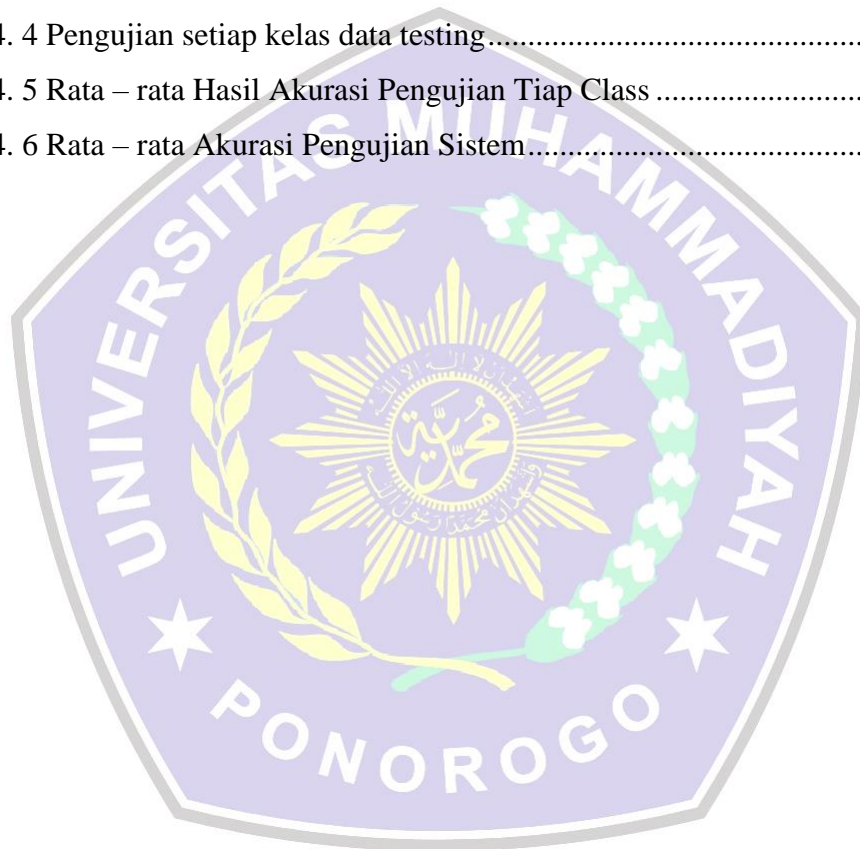 4. 4 Pengujian setiap kelas data testing
4. 5 Rata – rata Hasil Akurasi Pengujian Tiap Class
4. 6 Rata – rata Akurasi Pengujian Sistem
UNIVERSITAS MUHAMMADIYAH
PONOROGO